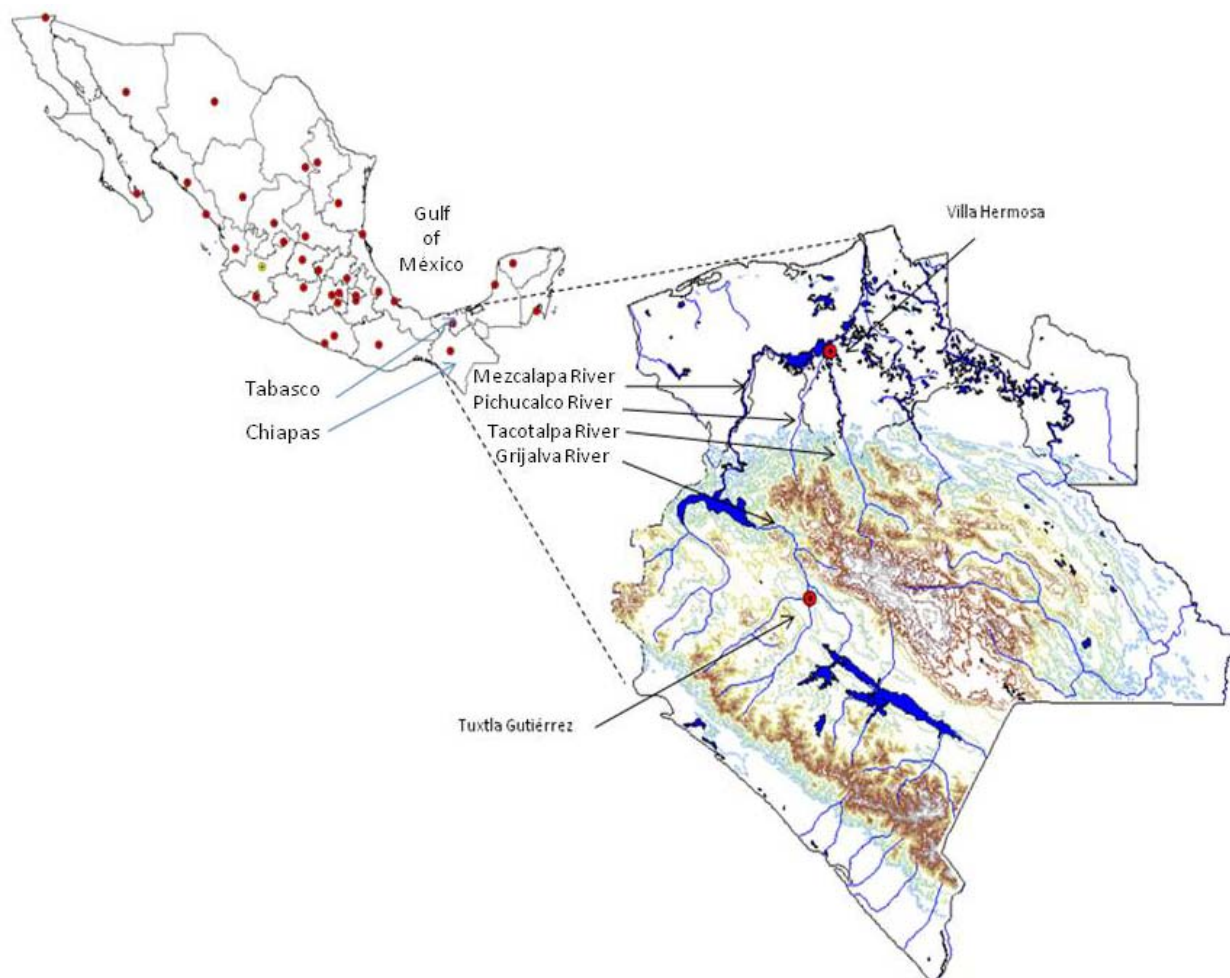 Gulf
of
México
Villa Hermosa
Mezcalapa River
Pichucalco River
Tacotalpa River
Grijalva River
Tabasco
Chiapas
Tuxtla Gutiérrez